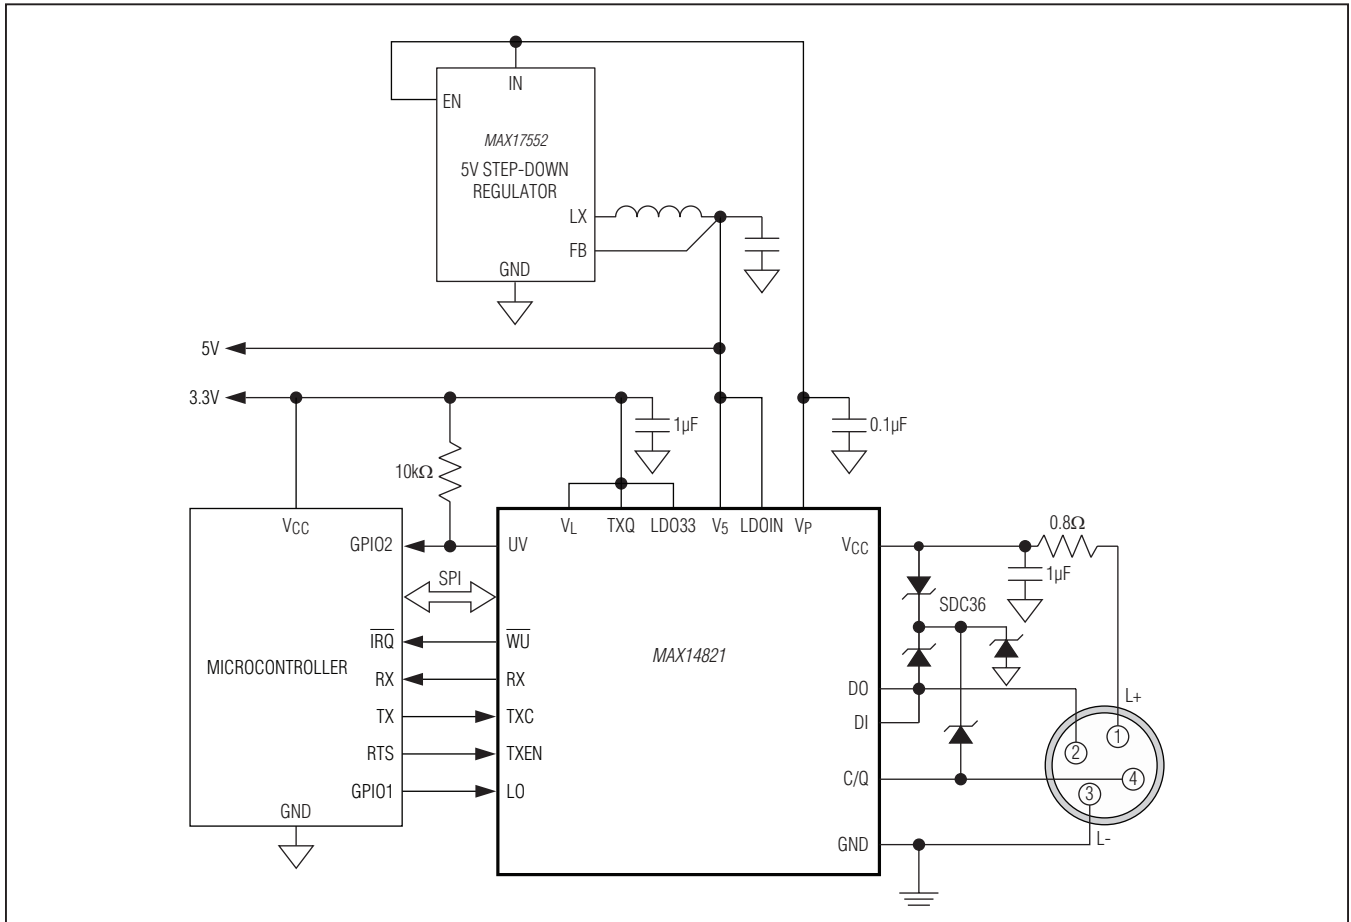 IN
EN
MAX17552
5V STEP-DOWN
REGULATOR
LX
FB
GND
5V
3.3V
1µF
0.1µF
10kΩ
VCC
GPIO2
SPI
IRQ
MICROCONTROLLER
RX
TX
RTS
GPIO1
GND
VL
TXQ
LDO33
V5
LDOIN
VP
UV
WU
RX
TXC
TXEN
LO
MAX14821
VCC
DO
DI
C/Q
GND
0.8Ω
1µF
SDC36
L+
1
2
4
3
L-